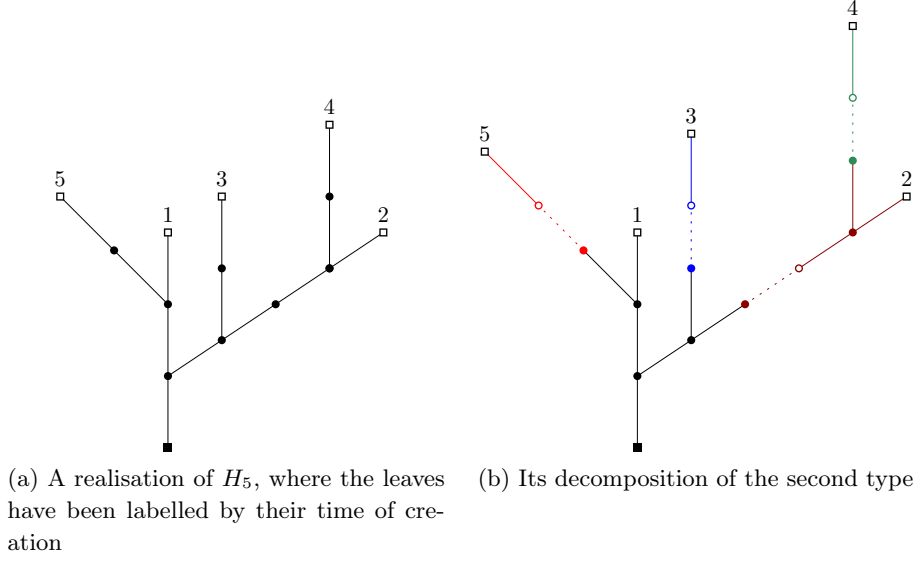 4
4
3
5
5
3
1
2
1
2
(a) A realisation of H₅, where the leaves
have been labelled by their time of cre-
ation
(b) Its decomposition of the second type